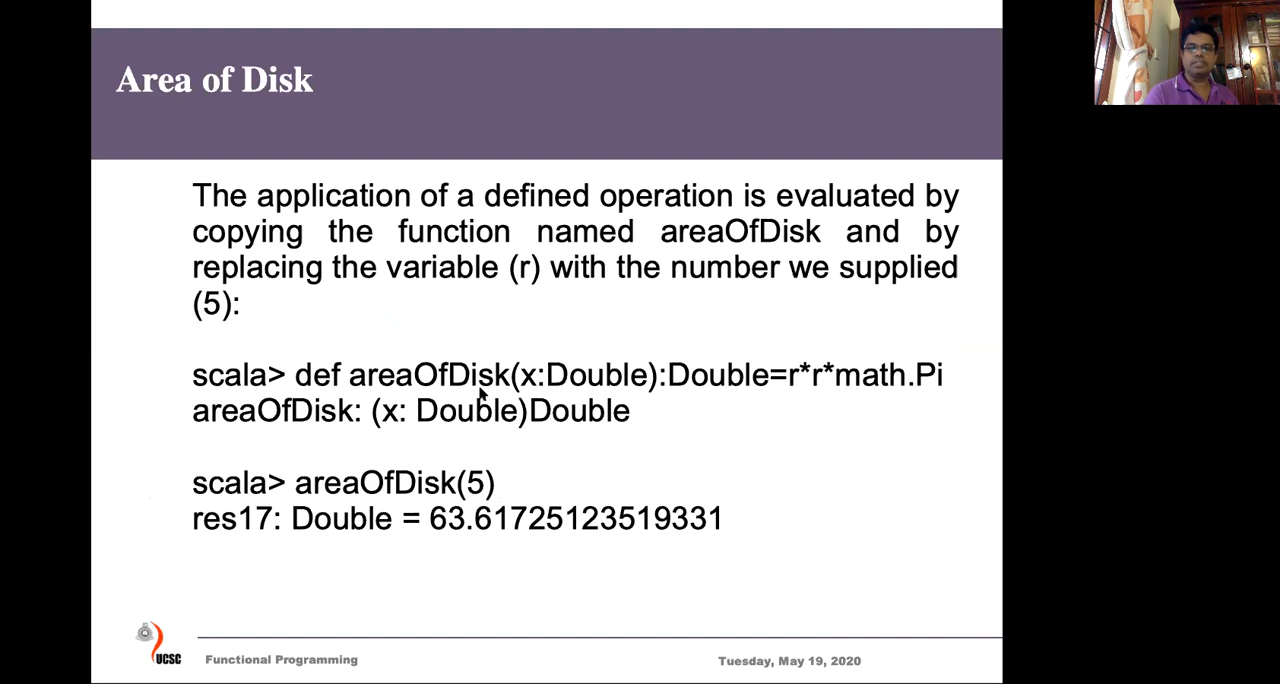 Area of Disk
The application of a defined operation is evaluated by
copying the function named areaOfDisk and by
replacing the variable (r) with the number we supplied
(5):
scala> def areaOfDisk(x:Double):Double=r*r*math.Pi
areaOfDisk: (x: Double)Double
scala> areaOfDisk(5)
res17: Double = 63.61725123519331
UCSC
Functional Programming
Tuesday, May 19, 2020